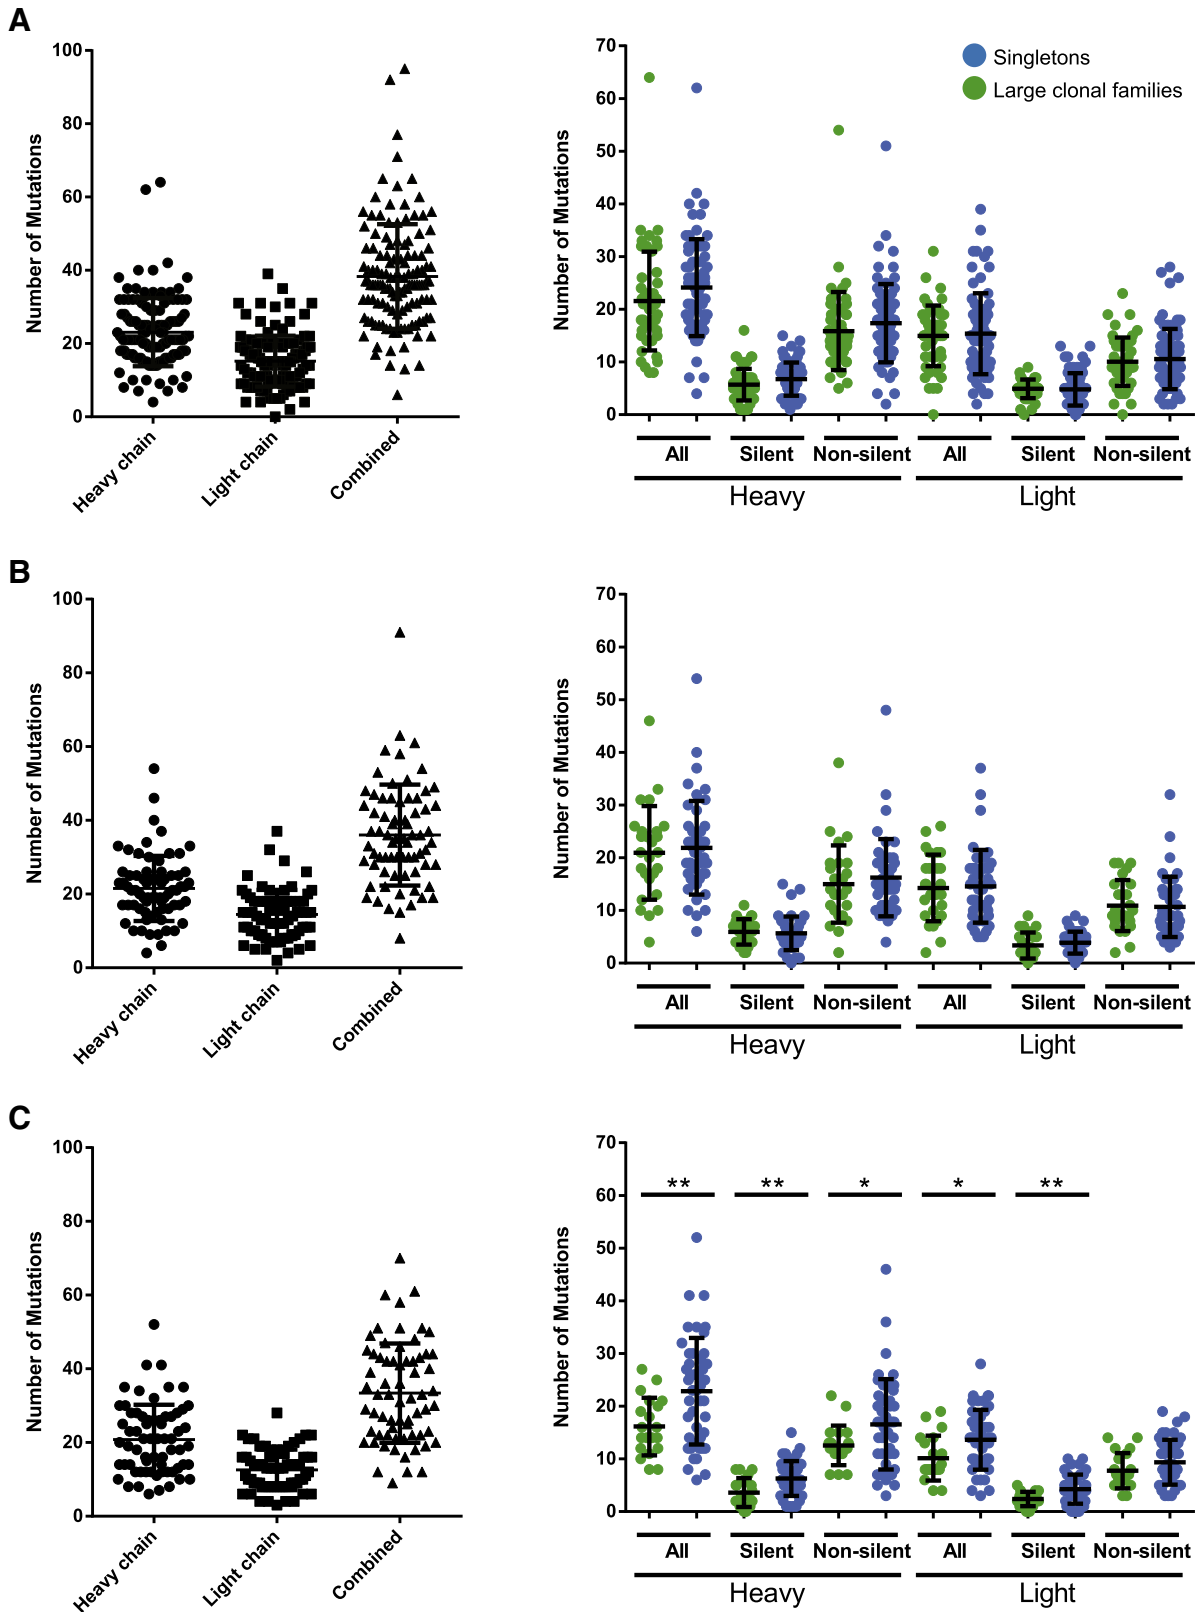 A
Number of Mutations
100
80
60
40
20
0
Heavy chain
Light chain
Combined
Number of Mutations
70
60
50
40
30
20
10
0
Singletons
Large clonal families
All
Silent
Non-silent
All
Silent
Non-silent
Heavy
Light
B
Number of Mutations
100
80
60
40
20
0
Heavy chain
Light chain
Combined
Number of Mutations
70
60
50
40
30
20
10
0
All
Silent
Non-silent
All
Silent
Non-silent
Heavy
Light
C
Number of Mutations
100
80
60
40
20
0
Heavy chain
Light chain
Combined
Number of Mutations
70
60
50
40
30
20
10
0
**
**
*
*
**
All
Silent
Non-silent
All
Silent
Non-silent
Heavy
Light